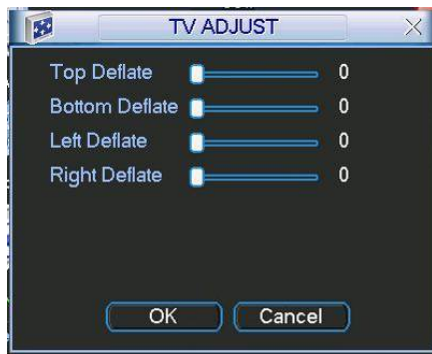 TV ADJUST
Top Deflate 0
Bottom Deflate 0
Left Deflate 0
Right Deflate 0
OK Cancel